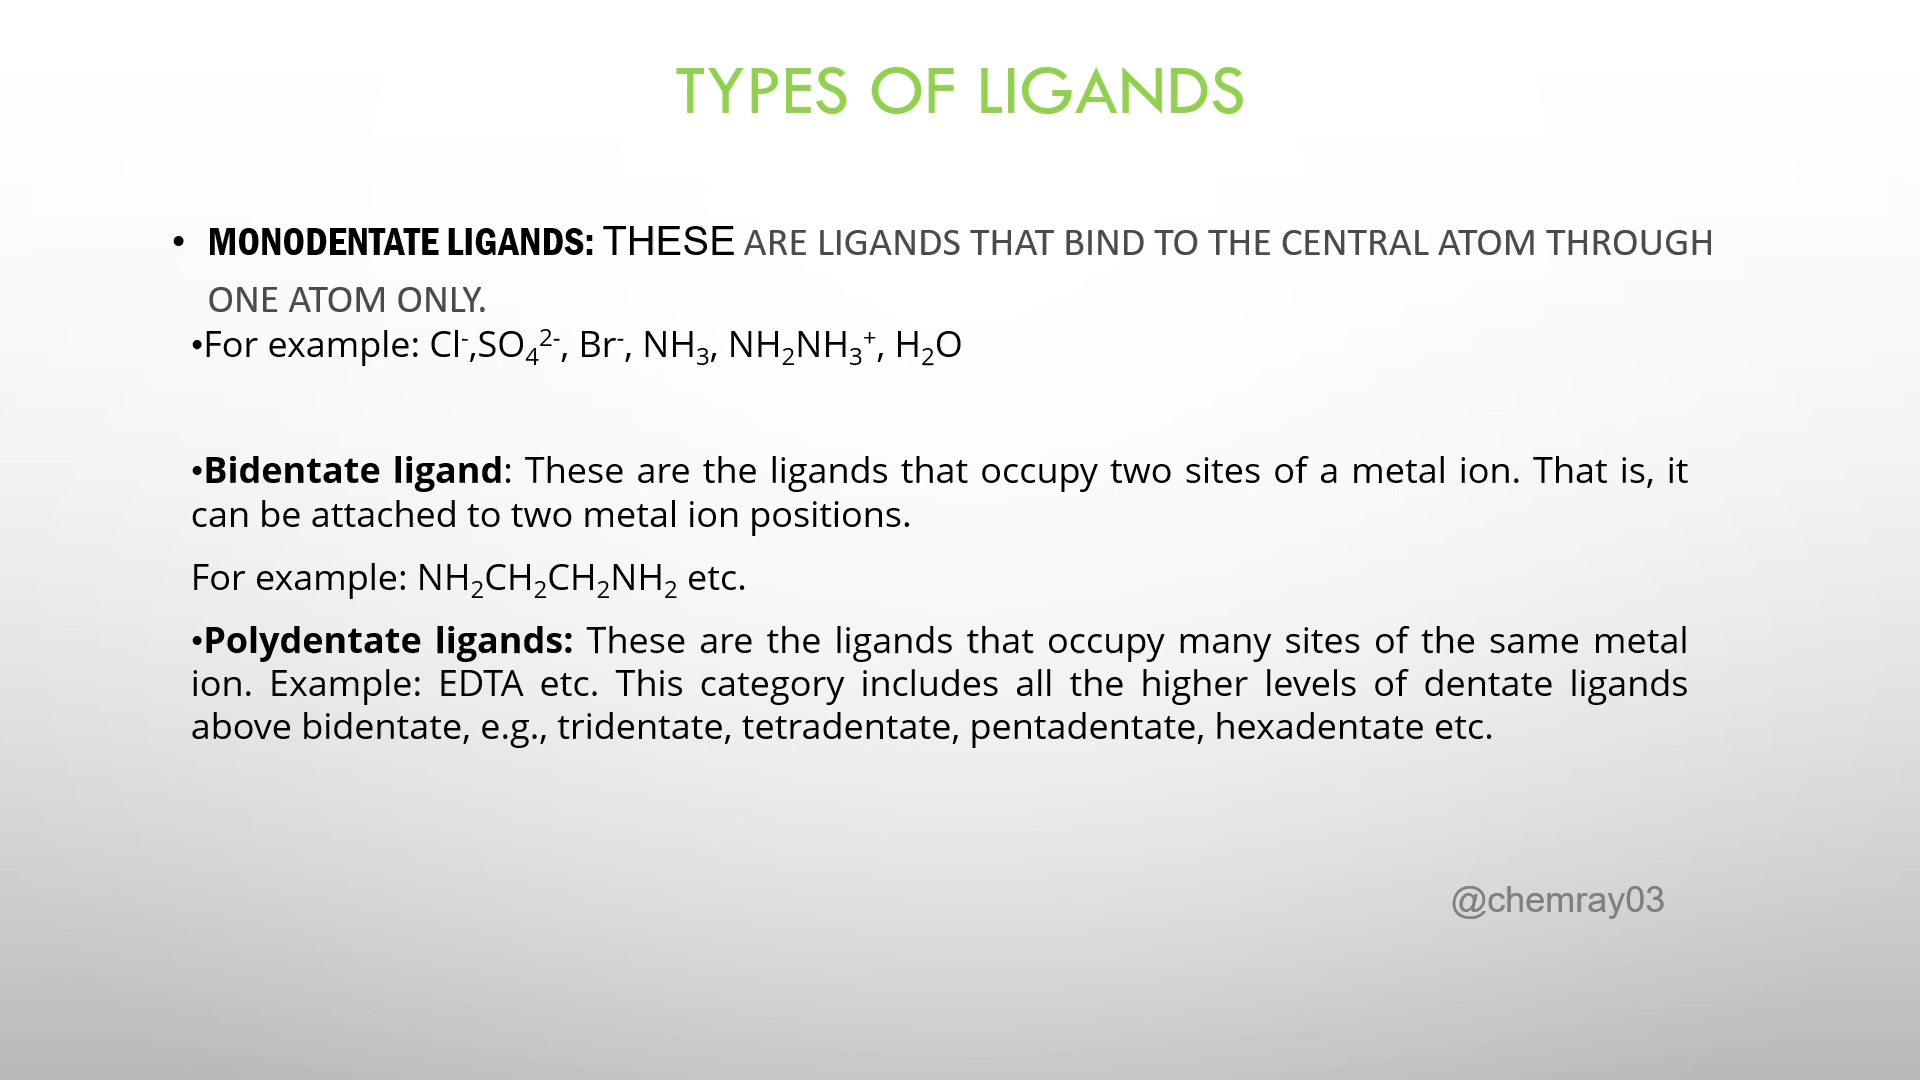 TYPES OF LIGANDS
• MONODENTATE LIGANDS: THESE ARE LIGANDS THAT BIND TO THE CENTRAL ATOM THROUGH
ONE ATOM ONLY.
•For example: Cl⁻,SO₄²⁻, Br⁻, NH₃, NH₂NH₃⁺, H₂O
•Bidentate ligand: These are the ligands that occupy two sites of a metal ion. That is, it
can be attached to two metal ion positions.
For example: NH₂CH₂CH₂NH₂ etc.
•Polydentate ligands: These are the ligands that occupy many sites of the same metal
ion. Example: EDTA etc. This category includes all the higher levels of dentate ligands
above bidentate, e.g., tridentate, tetradentate, pentadentate, hexadentate etc.
@chemray03